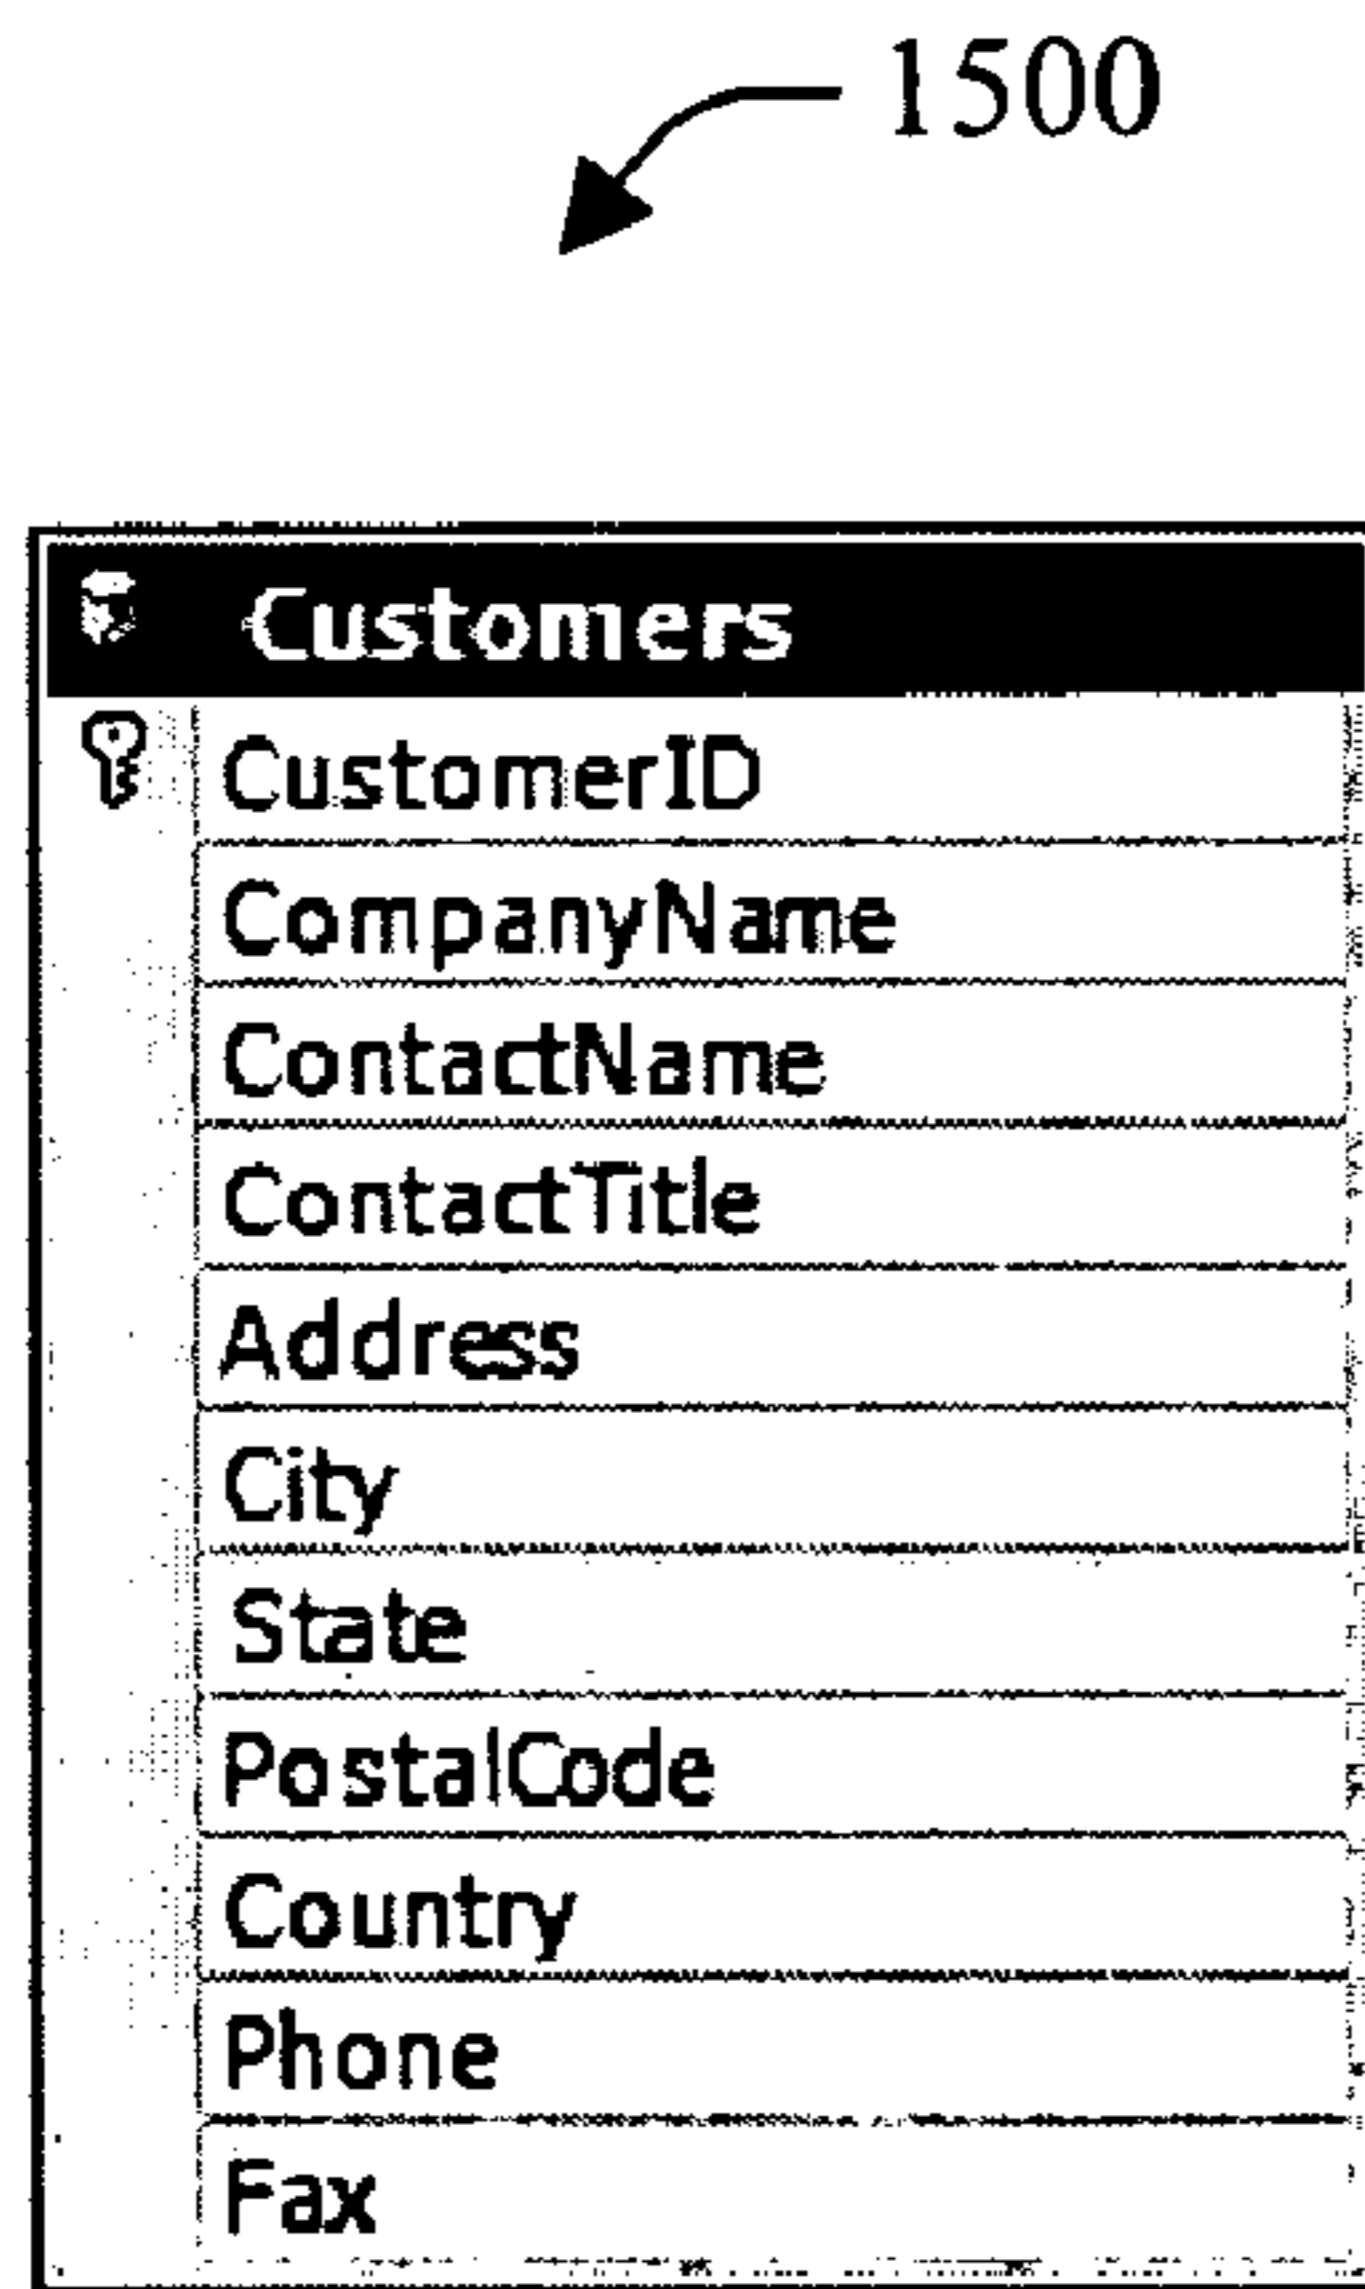 1500
Customers
CustomerID
CompanyName
ContactName
ContactTitle
Address
City
State
PostalCode
Country
Phone
Fax